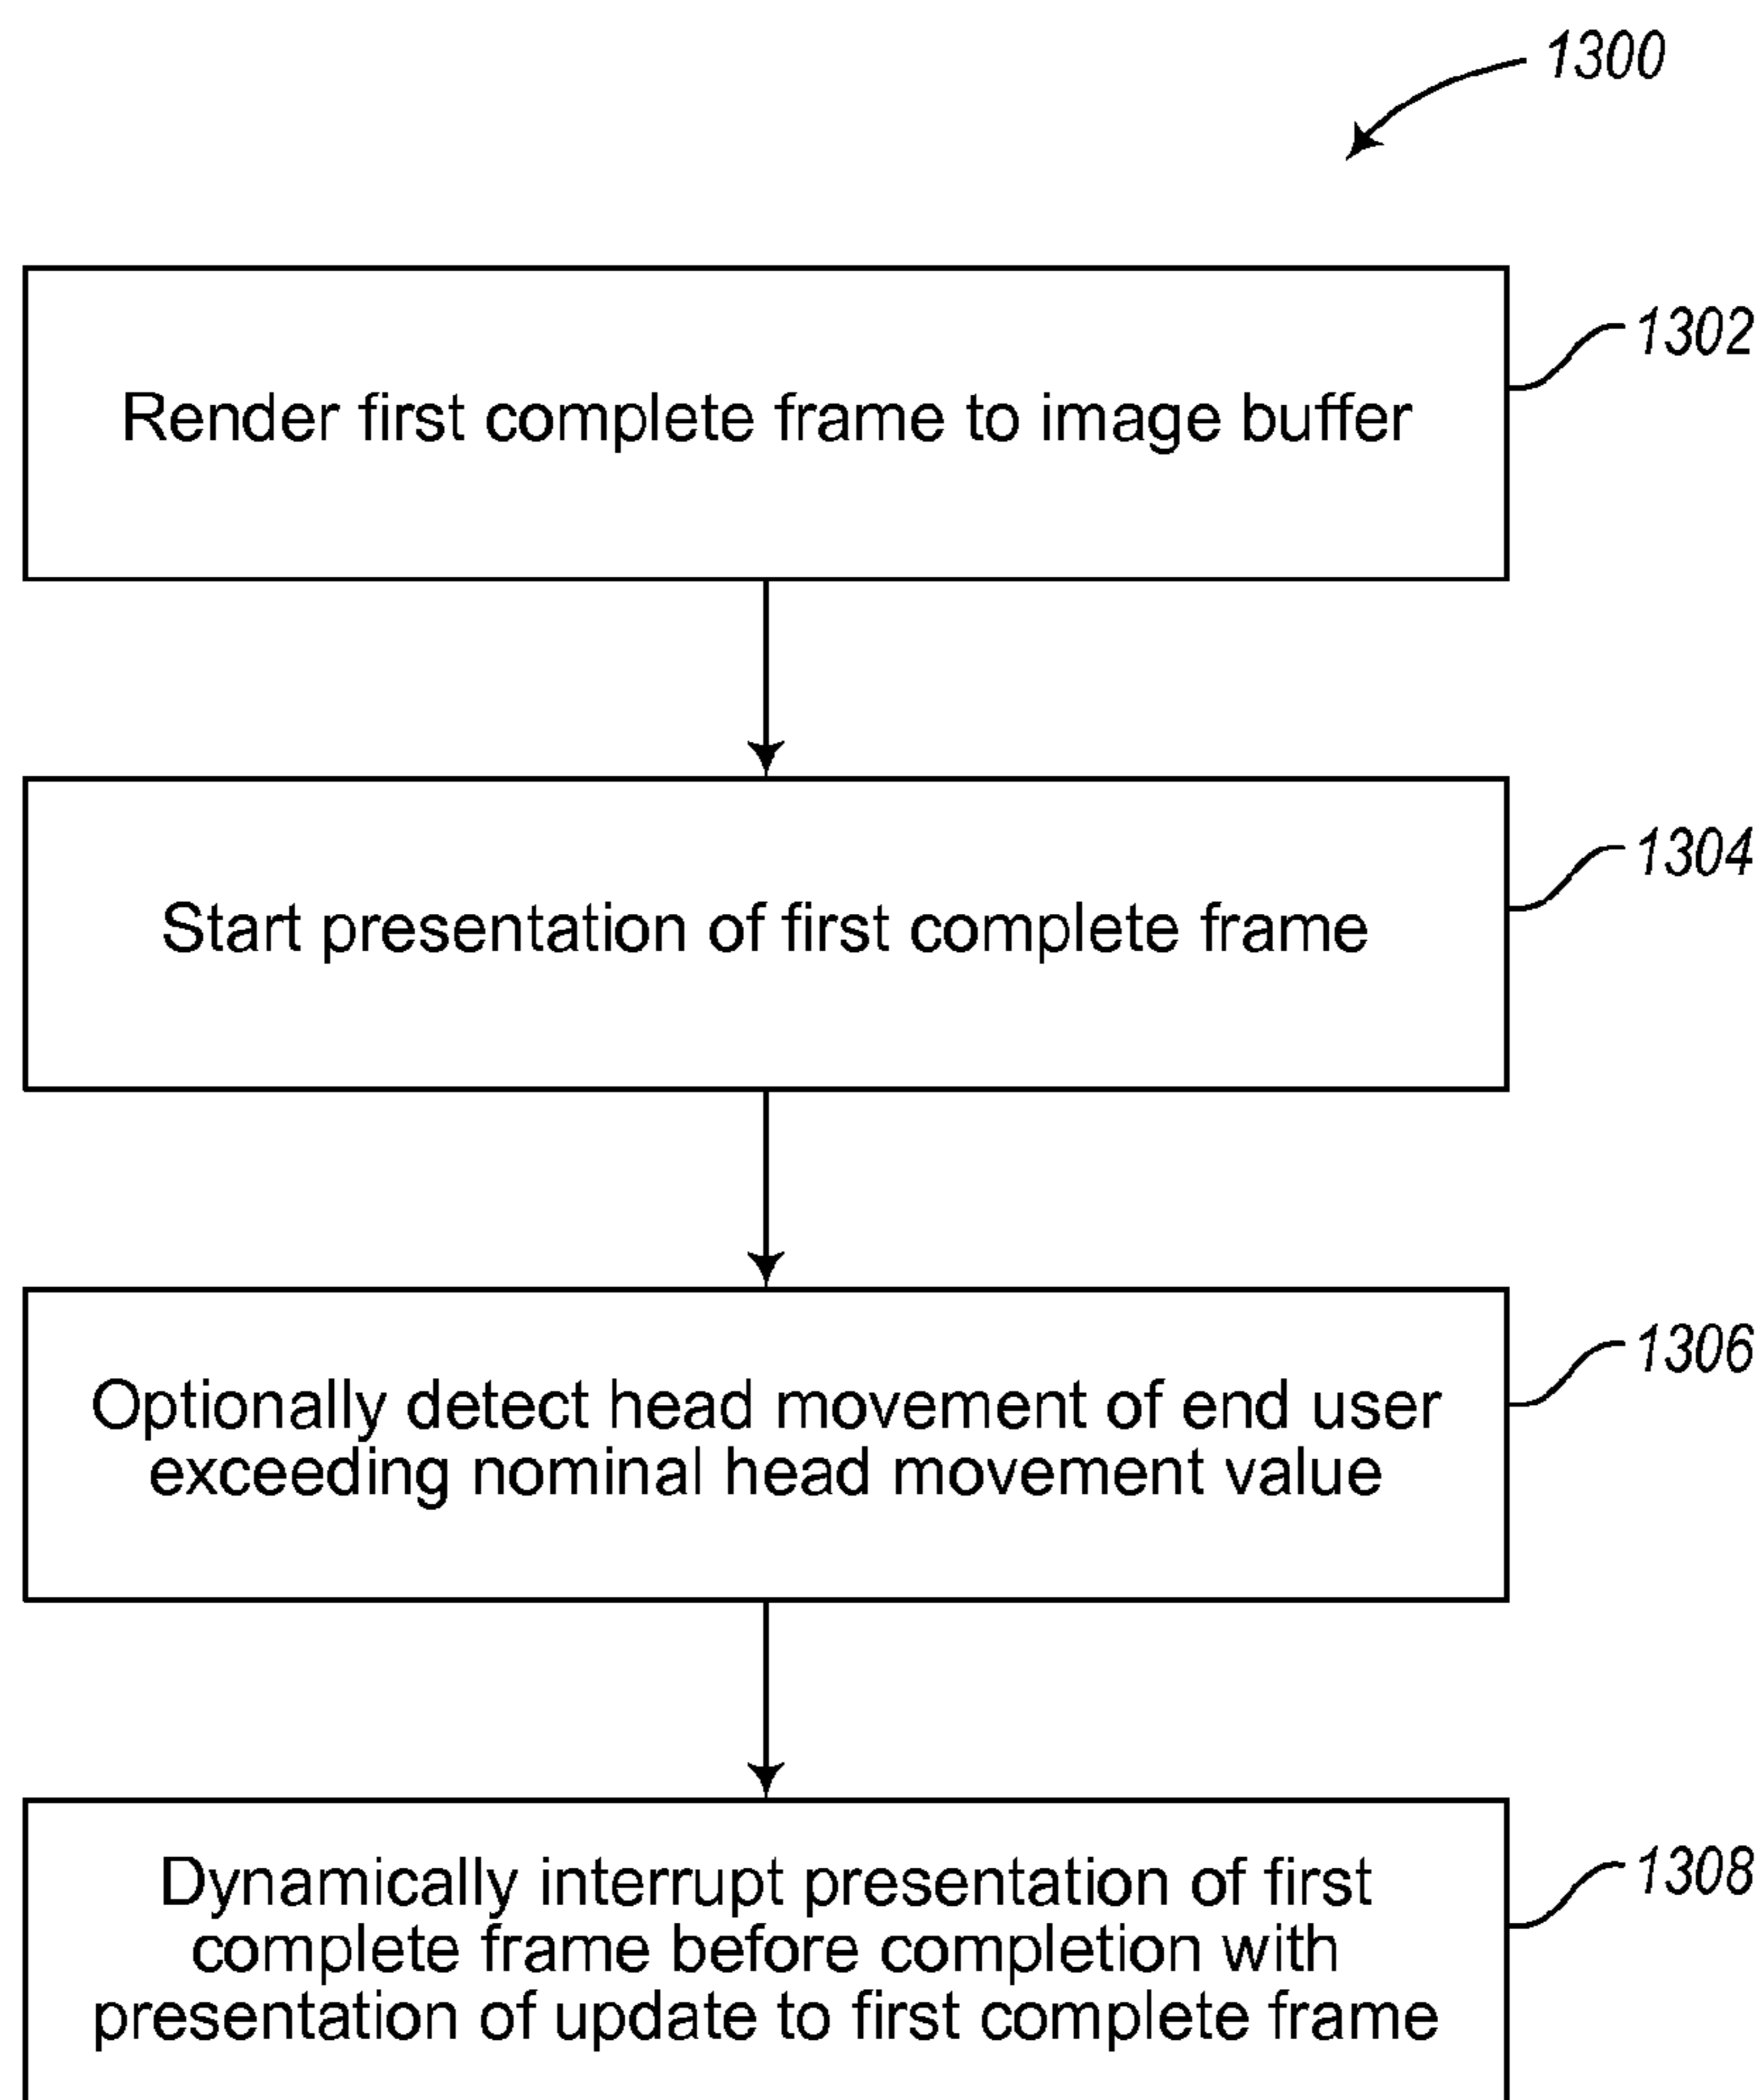 1300
1302
Render first complete frame to image buffer
1304
Start presentation of first complete frame
1306
Optionally detect head movement of end user
exceeding nominal head movement value
1308
Dynamically interrupt presentation of first
complete frame before completion with
presentation of update to first complete frame